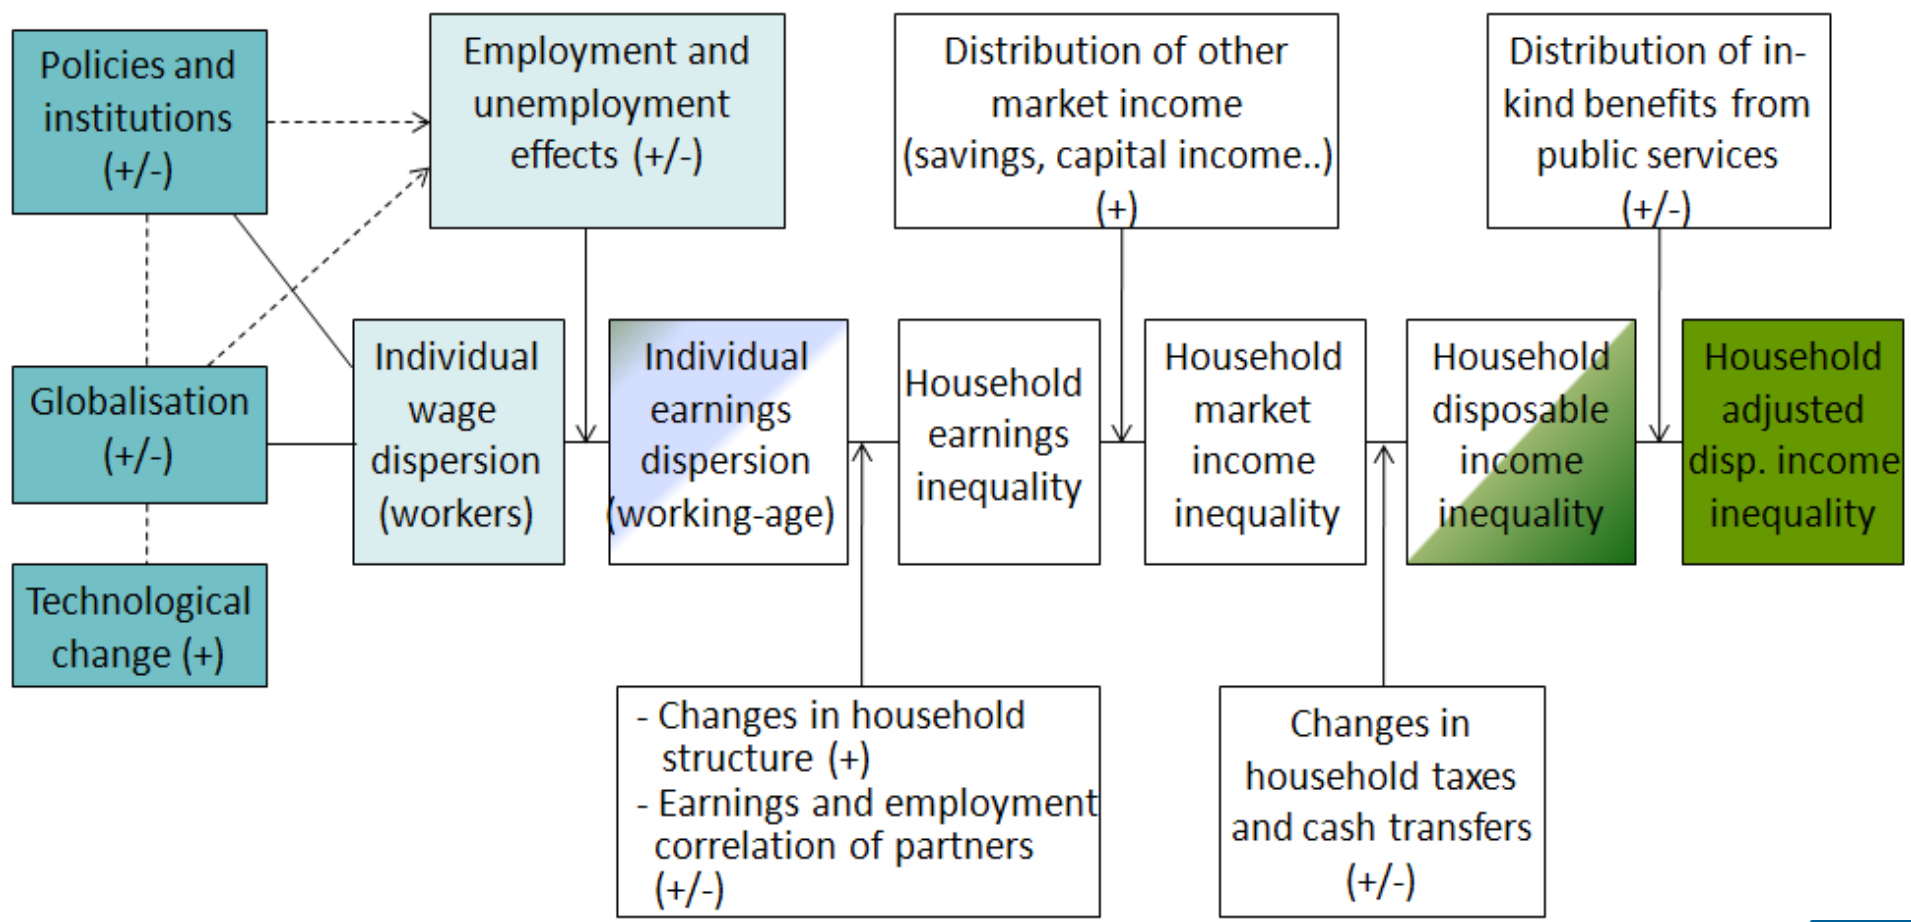 Policies and
institutions
(+/-)
Employment and
unemployment
effects (+/-)
Distribution of other
market income
(savings, capital income..)
(+)
Distribution of in-
kind benefits from
public services
(+/-)
Globalisation
(+/-)
Technological
change (+)
Individual
wage
dispersion
(workers)
Individual
earnings
dispersion
(working-age)
Household
earnings
inequality
Household
market
income
inequality
Household
disposable
income
inequality
Household
adjusted
disp. income
inequality
- Changes in household
structure (+)
- Earnings and employment
correlation of partners
(+/-)
Changes in
household taxes
and cash transfers
(+/-)